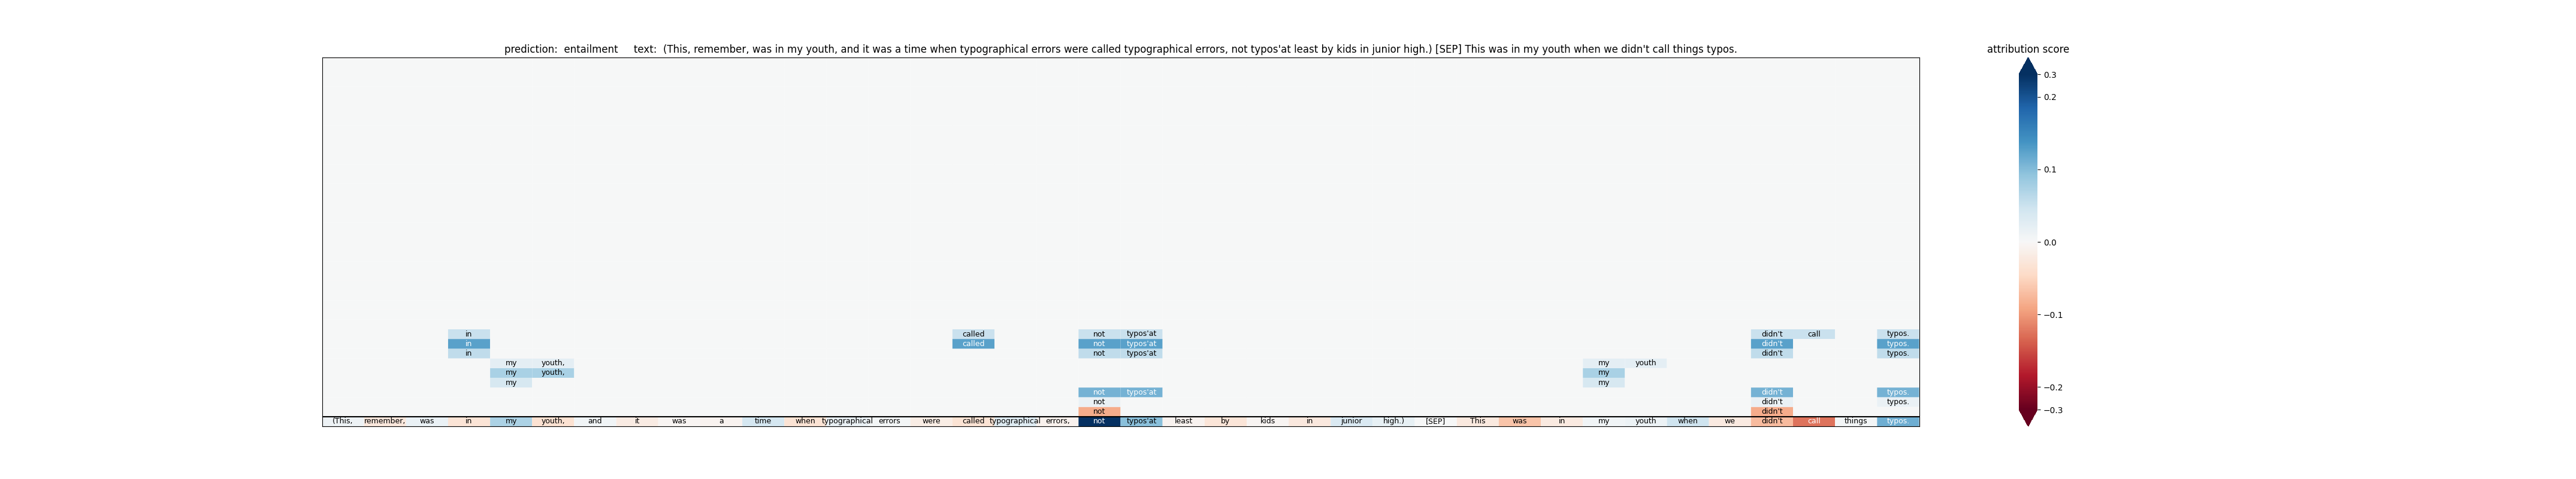 prediction: entailment text: (This, remember, was in my youth, and it was a time when typographical errors were called typographical errors, not typos'at least by kids in junior high.) [SEP] This was in my youth when we didn't call things typos.
attribution score
0.3
0.2
0.1
0.0
−0.1
−0.2
−0.3
in called not typos'at didn't call typos.
in called not typos'at didn't typos.
in not typos'at didn't typos.
my youth, my youth
my youth, my
my my
not typos'at didn't typos.
not didn't typos.
not didn't
(This, remember, was in my youth, and it was a time when typographical errors were called typographical errors, not typos'at least by kids in junior high.) [SEP] This was in my youth when we didn't call things typos.